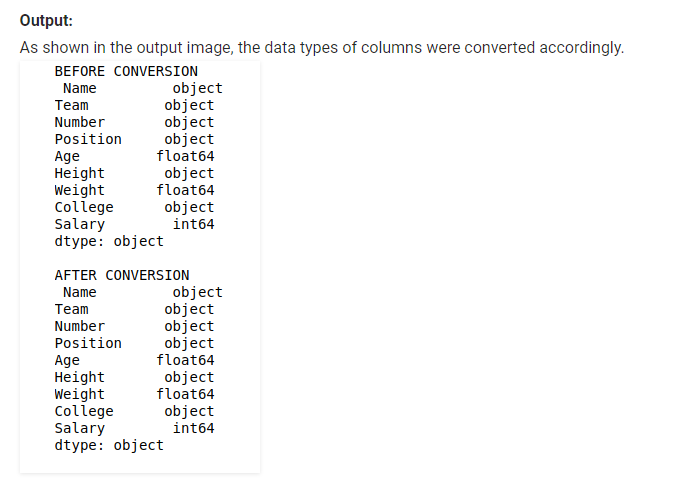 Output:
As shown in the output image, the data types of columns were converted accordingly.
BEFORE CONVERSION
 Name         object
Team         object
Number       object
Position     object
Age         float64
Height       object
Weight      float64
College      object
Salary        int64
dtype: object

AFTER CONVERSION
 Name         object
Team         object
Number       object
Position     object
Age         float64
Height       object
Weight      float64
College      object
Salary        int64
dtype: object